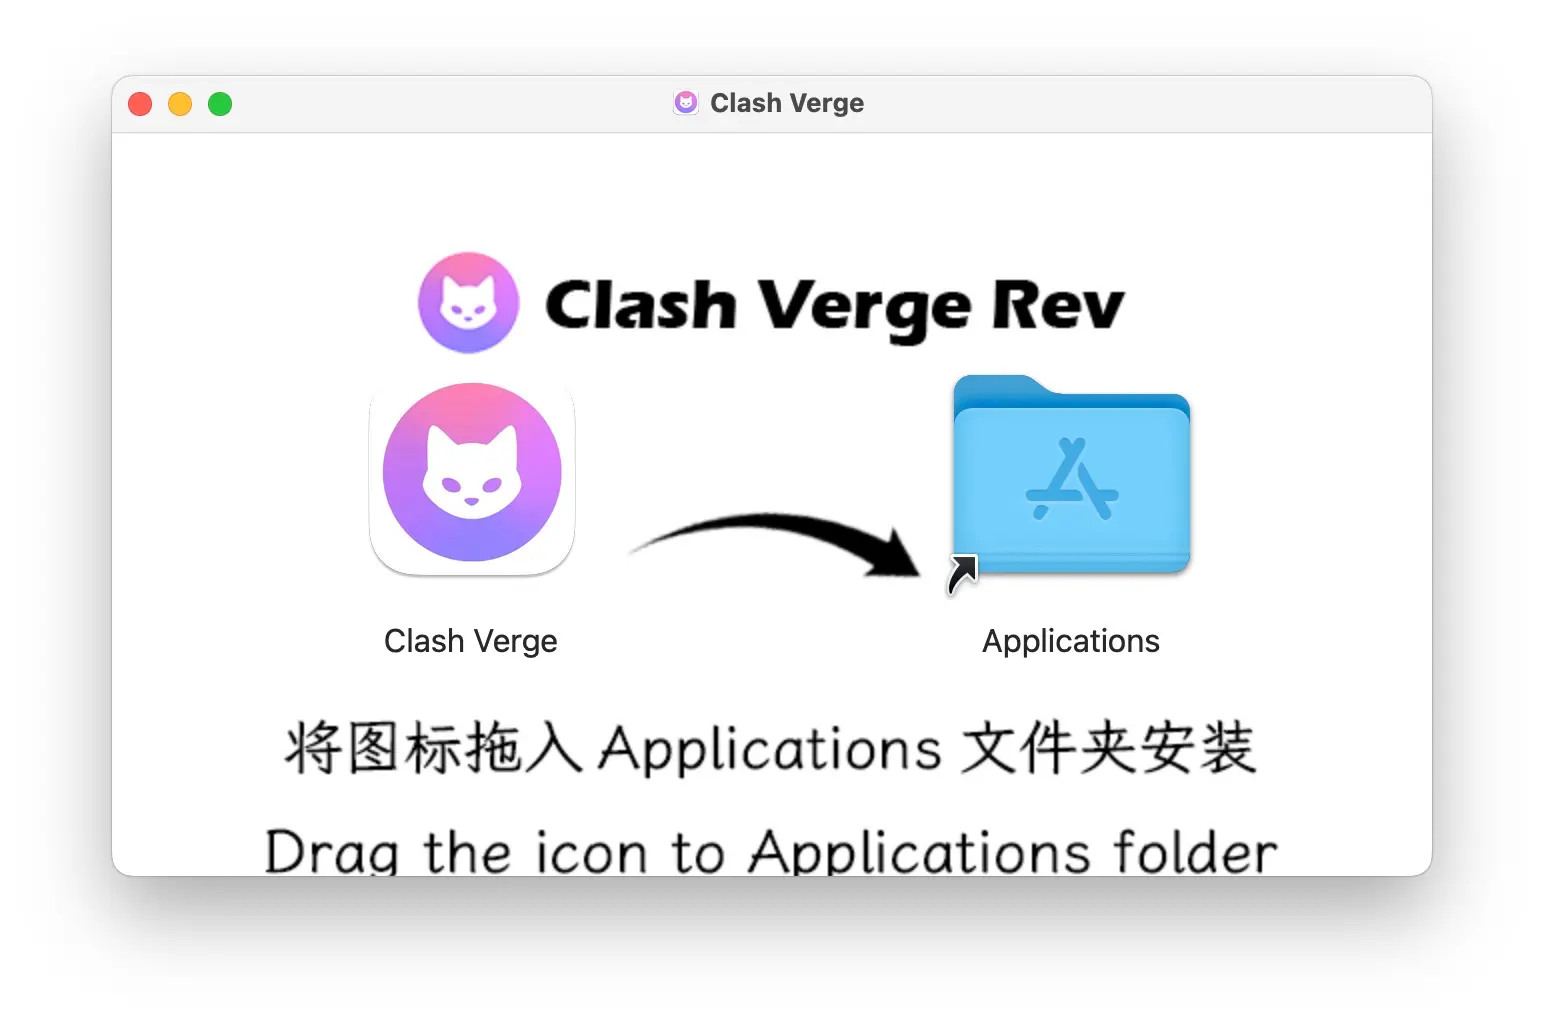 Clash Verge
Clash Verge Rev
Clash Verge
Applications
将图标拖入 Applications 文件夹安装
Drag the icon to Applications folder